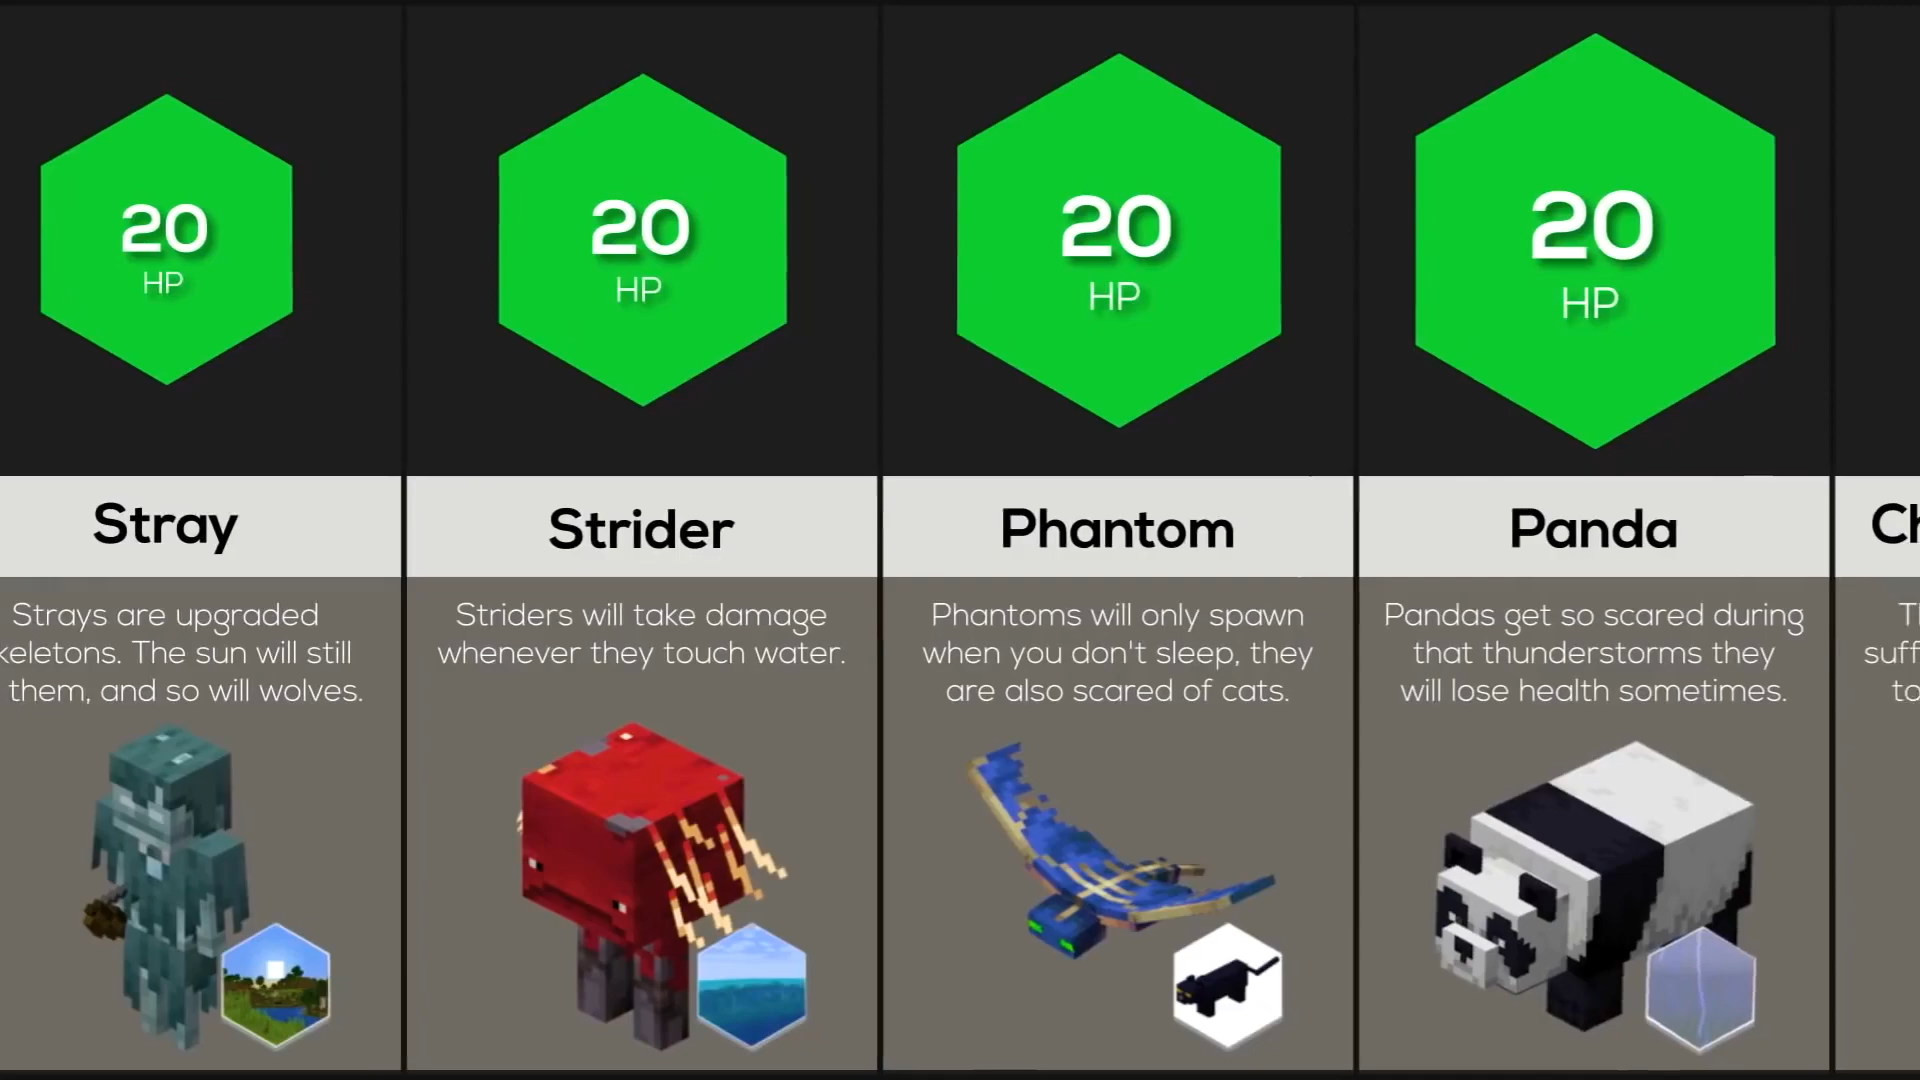 20
HP
20
HP
20
HP
20
HP
Stray
Strider
Phantom
Panda
Strays are upgraded
keletons. The sun will still
them, and so will wolves.
Striders will take damage
whenever they touch water.
Phantoms will only spawn
when you don't sleep, they
are also scared of cats.
Pandas get so scared during
that thunderstorms they
will lose health sometimes.